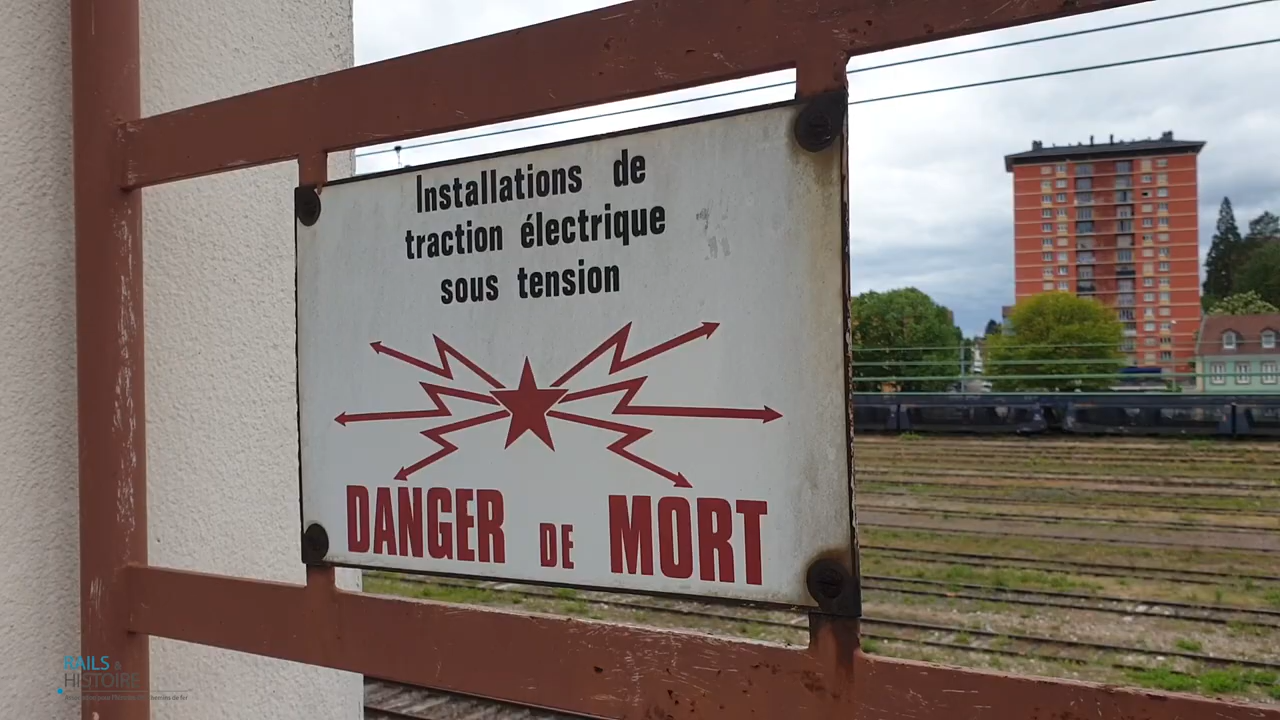 Installations de
traction électrique
sous tension
DANGER DE MORT
RAILS &
HISTOIRE